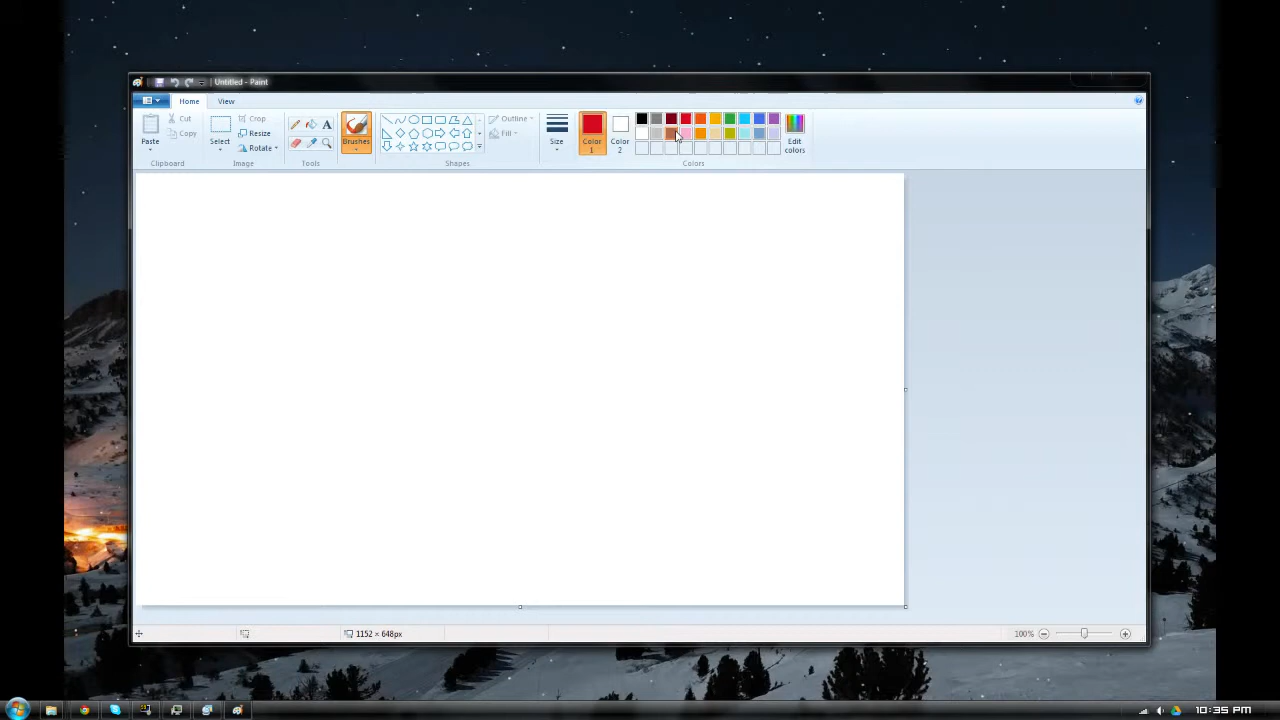 Untitled - Paint
Home View
Paste
Cut
Copy
Clipboard
Select
Crop
Resize
Rotate
Image
A
Tools
Brushes
Shapes
Outline
Fill
Size
Color
1
Color
2
Colors
Edit
colors
1152 × 648px
100%
10:35 PM